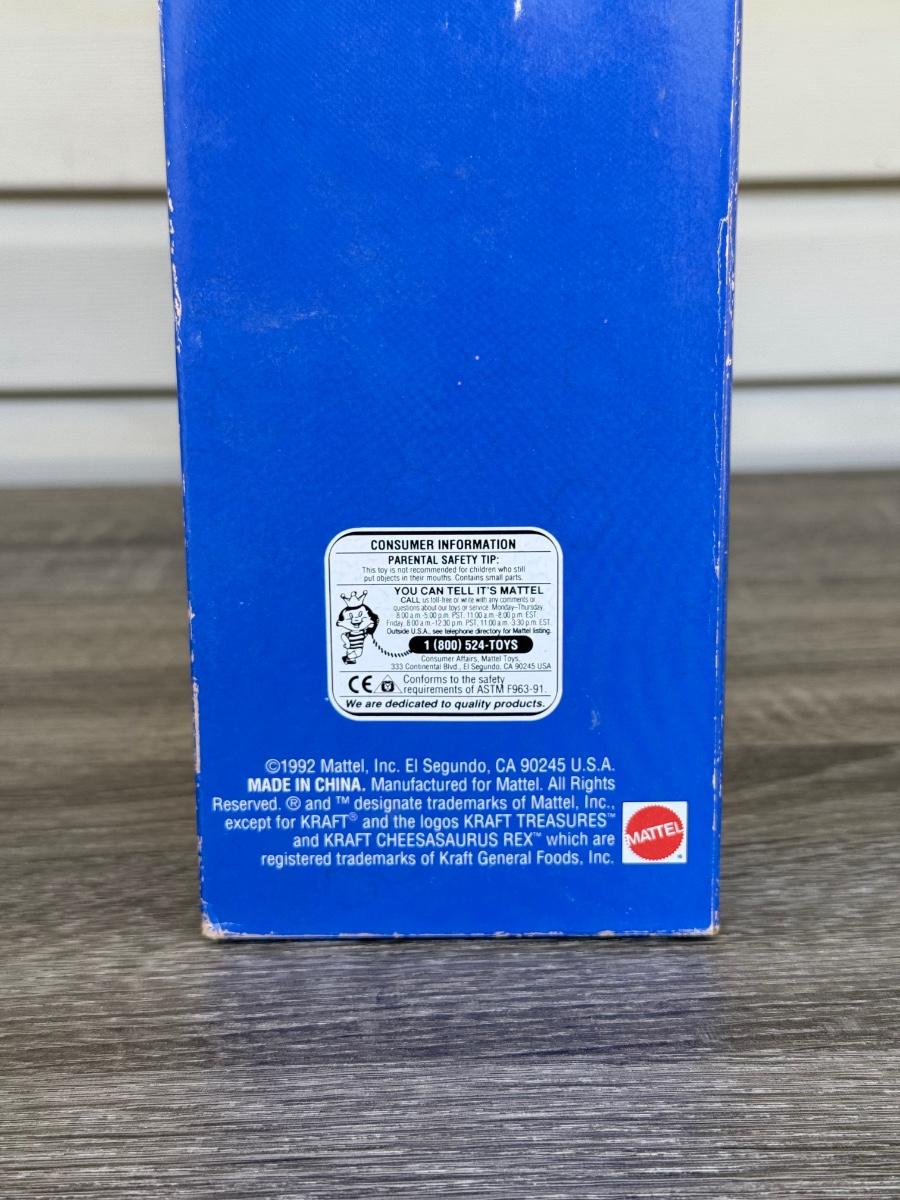 CONSUMER INFORMATION
PARENTAL SAFETY TIP:
This toy is not recommended for children who still
put objects in their mouths. Contains small parts.
YOU CAN TELL IT'S MATTEL
CALL us toll-free or write with any comments or
questions about our toys or service. Monday-Thursday,
8:00 a.m.-5:00 p.m. PST, 11:00 a.m.-8:00 p.m. EST.
Friday, 8:00 a.m.-12:30 p.m. PST, 11:00 a.m.-3:30 p.m. EST.
Outside U.S.A., see telephone directory for Mattel listing.
1 (800) 524-TOYS
Consumer Affairs, Mattel Toys,
333 Continental Blvd., El Segundo, CA 90245 USA
CE Conforms to the safety
requirements of ASTM F963-91.
We are dedicated to quality products.
©1992 Mattel, Inc. El Segundo, CA 90245 U.S.A.
MADE IN CHINA. Manufactured for Mattel. All Rights
Reserved. ® and ™ designate trademarks of Mattel, Inc.,
except for KRAFT® and the logos KRAFT TREASURES™
and KRAFT CHEESASAURUS REX™ which are
registered trademarks of Kraft General Foods, Inc.
MATTEL
®